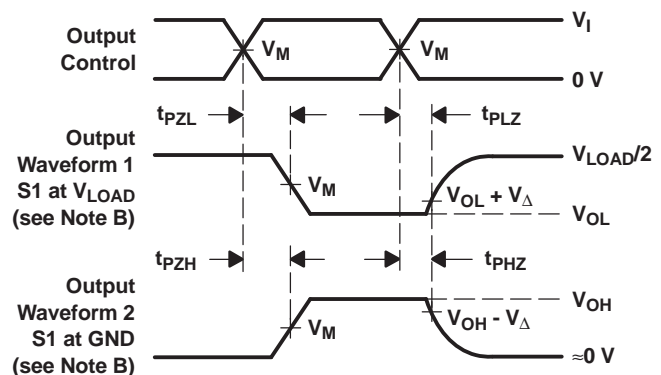 Output
Control
V_I
V_M
V_M
0 V
t_PZL
t_PLZ
Output
Waveform 1
S1 at V_LOAD
(see Note B)
V_LOAD/2
V_M
V_OL + V_Δ
V_OL
t_PZH
t_PHZ
Output
Waveform 2
S1 at GND
(see Note B)
V_OH
V_M
V_OH - V_Δ
≈0 V